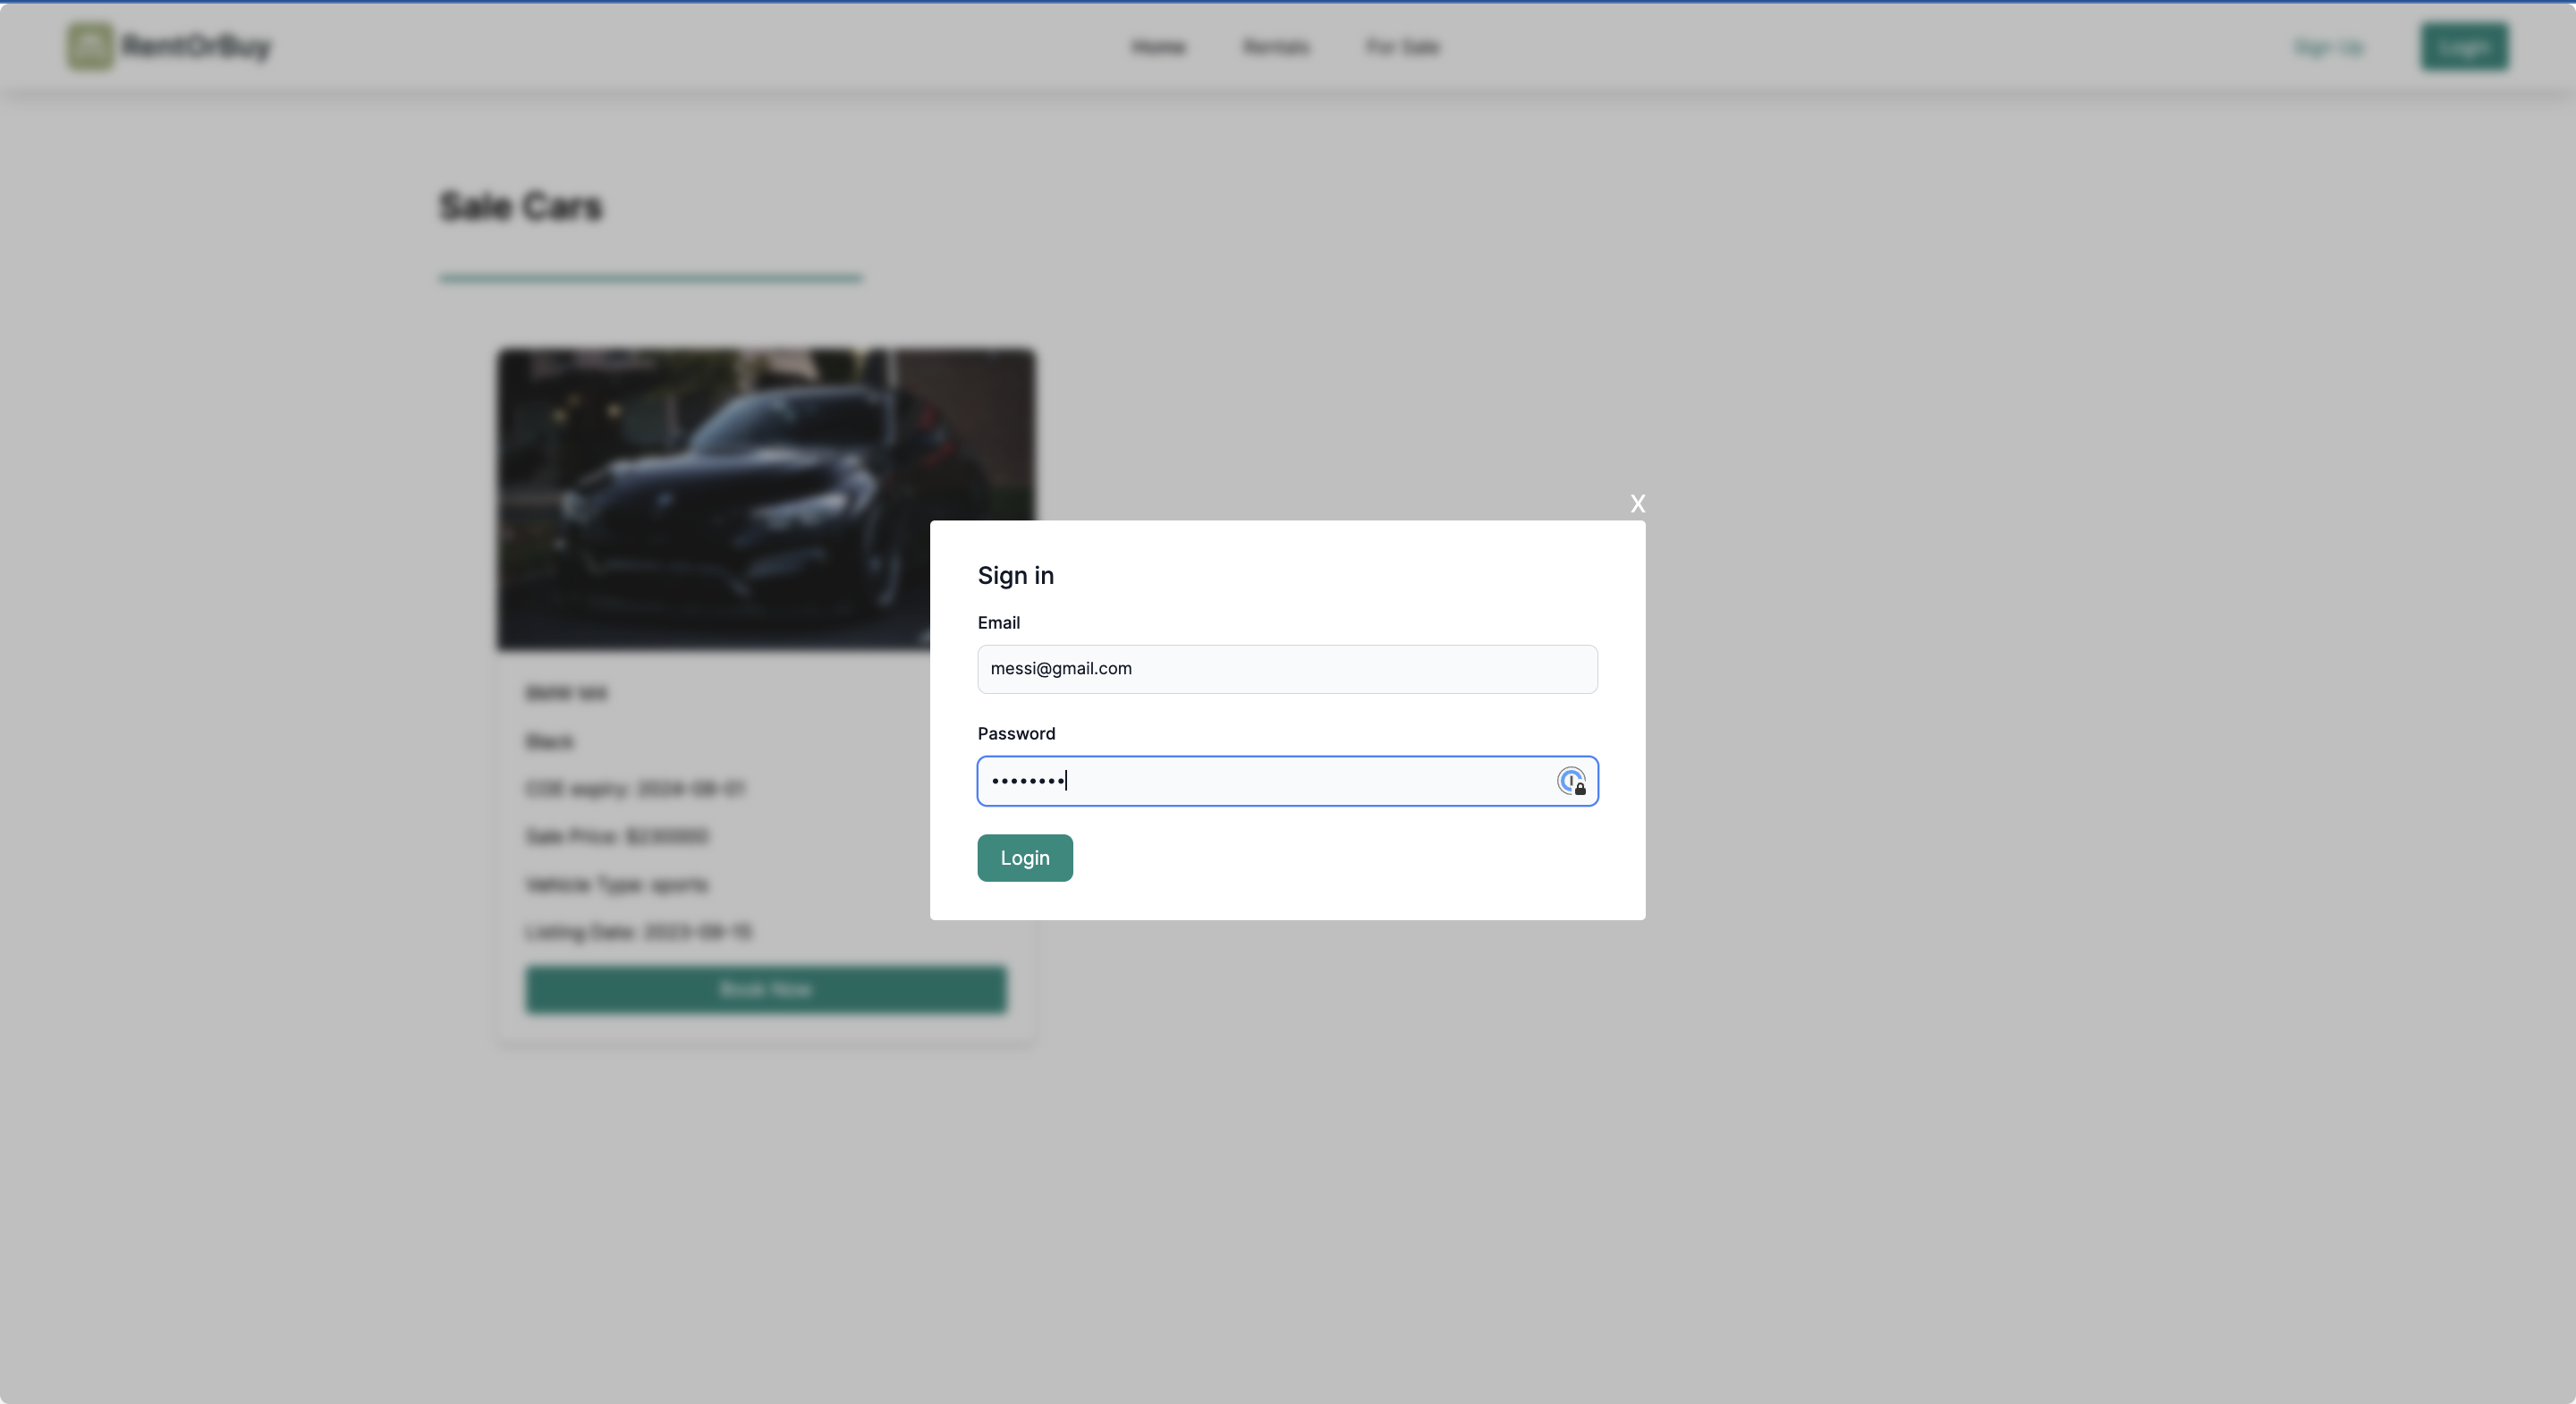 RentOrBuy
Home
Rentals
For Sale
Sign Up
Login
Sale Cars
X
Sign in
Email
messi@gmail.com
Password
••••••••
Login
BMW M4
Black
COE expiry: 2024-08-01
Sale Price: $230000
Vehicle Type: sports
Listing Date: 2023-08-15
Book Now